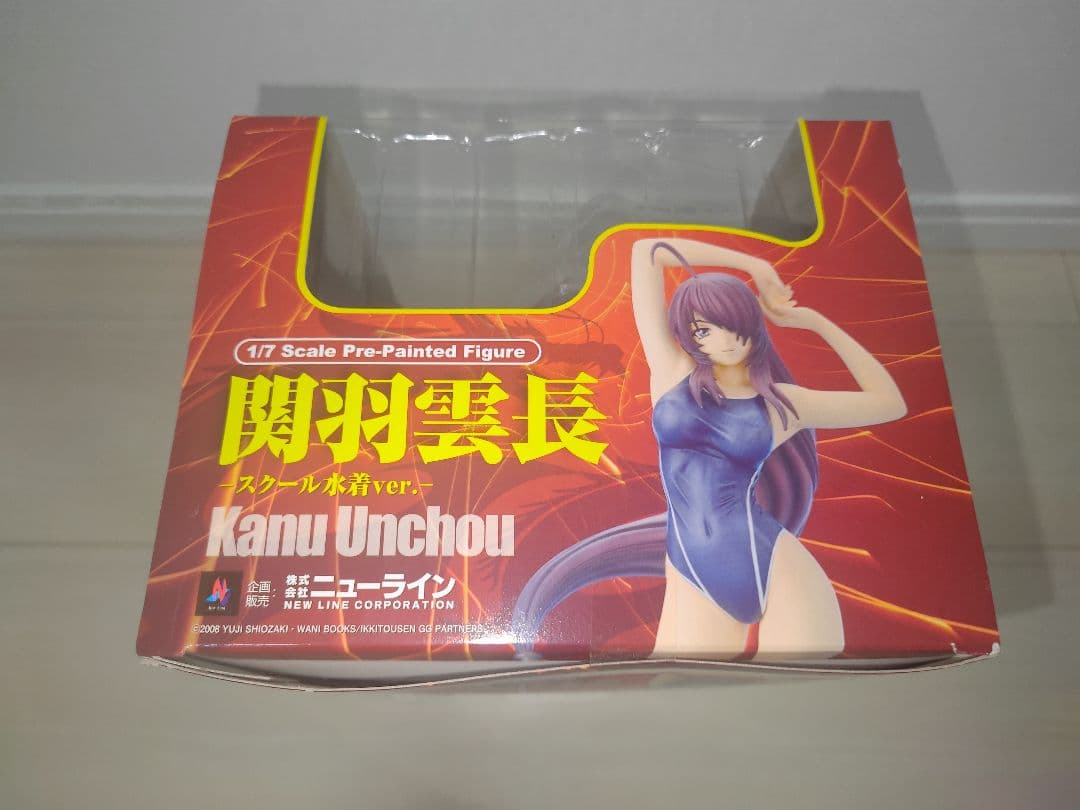 1/7 Scale Pre-Painted Figure
関羽雲長
-スクール水着ver.-
Kanu Unchou
企画・販売:
株式会社ニューライン
NEW LINE CORPORATION
©2008 YUJI SHIOZAKI・WANI BOOKS/IKKITOUSEN GG PARTNERS